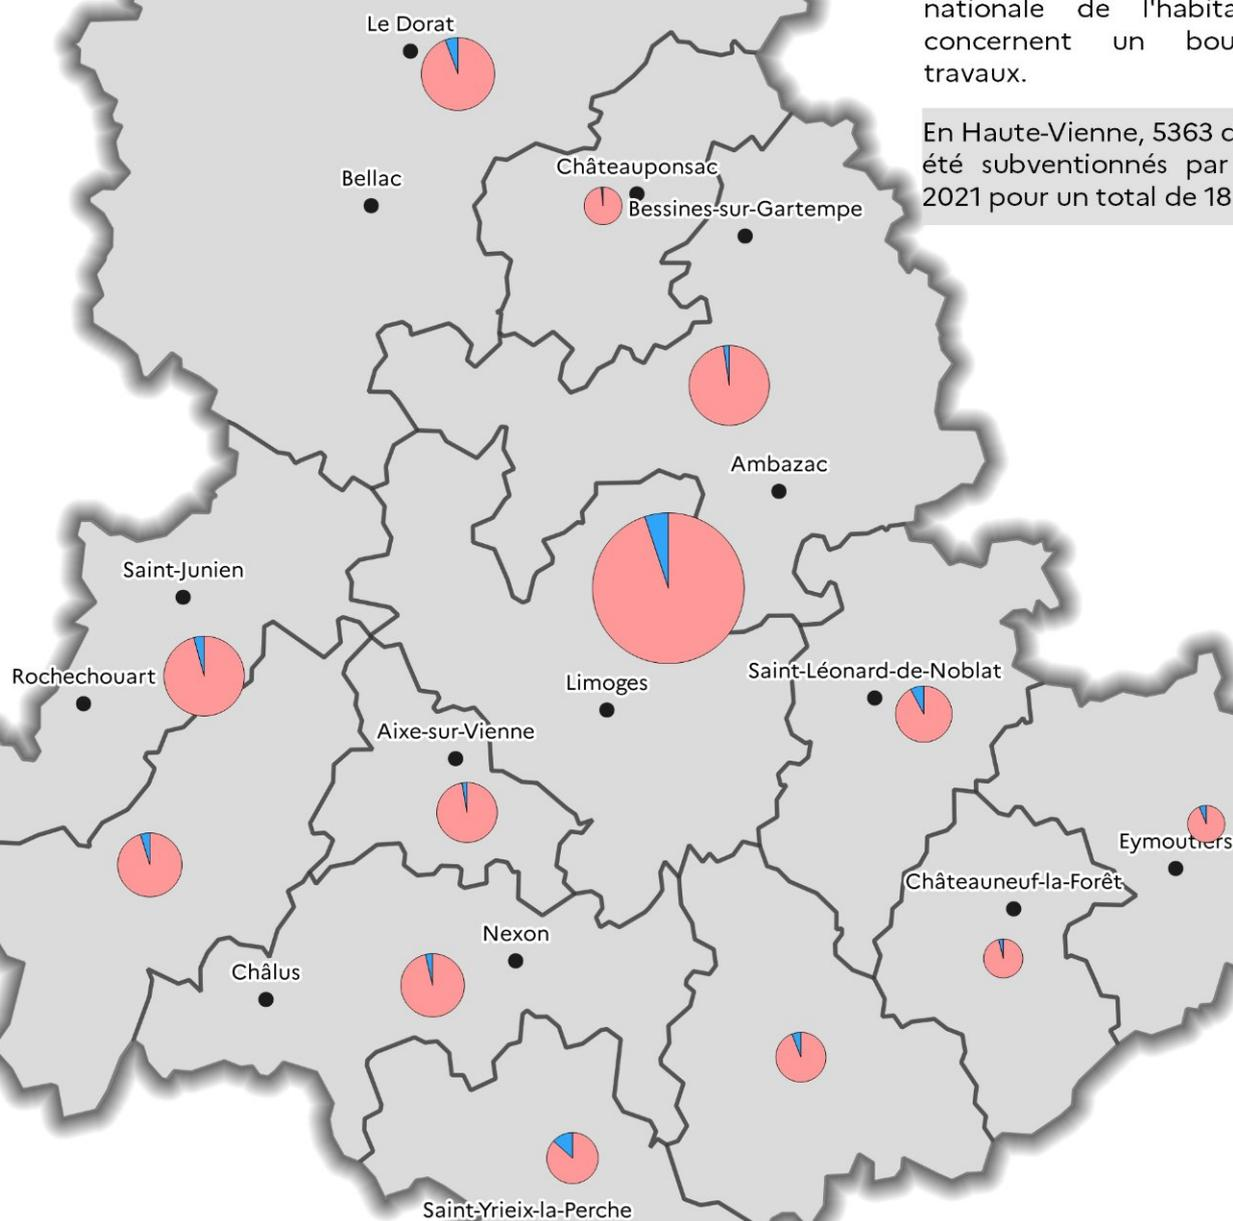 nationale de l'habita
concernent un bou
travaux.
En Haute-Vienne, 5363 d
été subventionnés par
2021 pour un total de 18
Le Dorat
Châteauponsac
Bellac
Bessines-sur-Gartempe
Ambazac
Saint-Junien
Rochechouart
Limoges
Saint-Léonard-de-Noblat
Aixe-sur-Vienne
Eymoutiers
Châteauneuf-la-Forêt
Nexon
Châlus
Saint-Yrieix-la-Perche